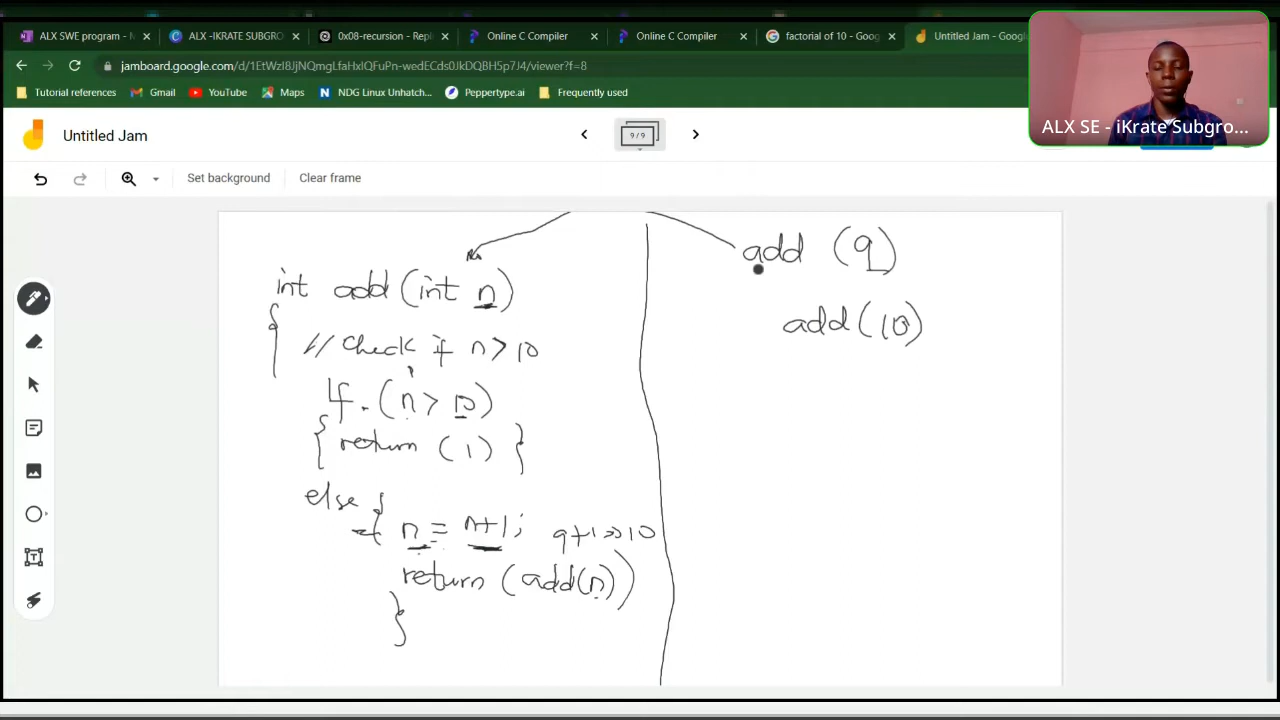 ALX SWE program - M
ALX -IKRATE SUBGRO
0x08-recursion - Repl
Online C Compiler
Online C Compiler
factorial of 10 - Goo
Untitled Jam - Goog
jamboard.google.com/d/1EtWzI8JjNQmgLfaHxlQFuPn-wedECds0JkDQBH5p7J4/viewer?f=8
Tutorial references
Gmail
YouTube
Maps
NDG Linux Unhatch...
Peppertype.ai
Frequently used
ALX SE - iKrate Subgro...
Untitled Jam
9/9
Set background
Clear frame
int add (int n)
{
// check if n > 10
If (n > 10)
{ return (1) }
else {
n = n+1; 9+1=>10
return (add(n))
}
add (9)
add (10)